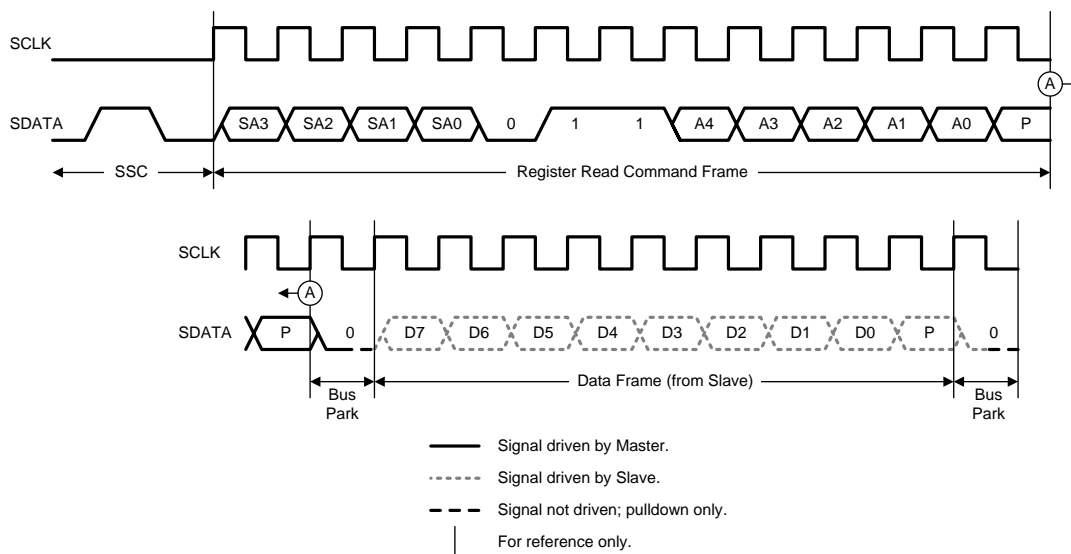 SCLK
A
SDATA SA3 SA2 SA1 SA0 0 1 1 A4 A3 A2 A1 A0 P
SSC Register Read Command Frame
SCLK
A
SDATA P 0 D7 D6 D5 D4 D3 D2 D1 D0 P 0
Bus Park Data Frame (from Slave) Bus Park
Signal driven by Master.
Signal driven by Slave.
Signal not driven; pulldown only.
For reference only.